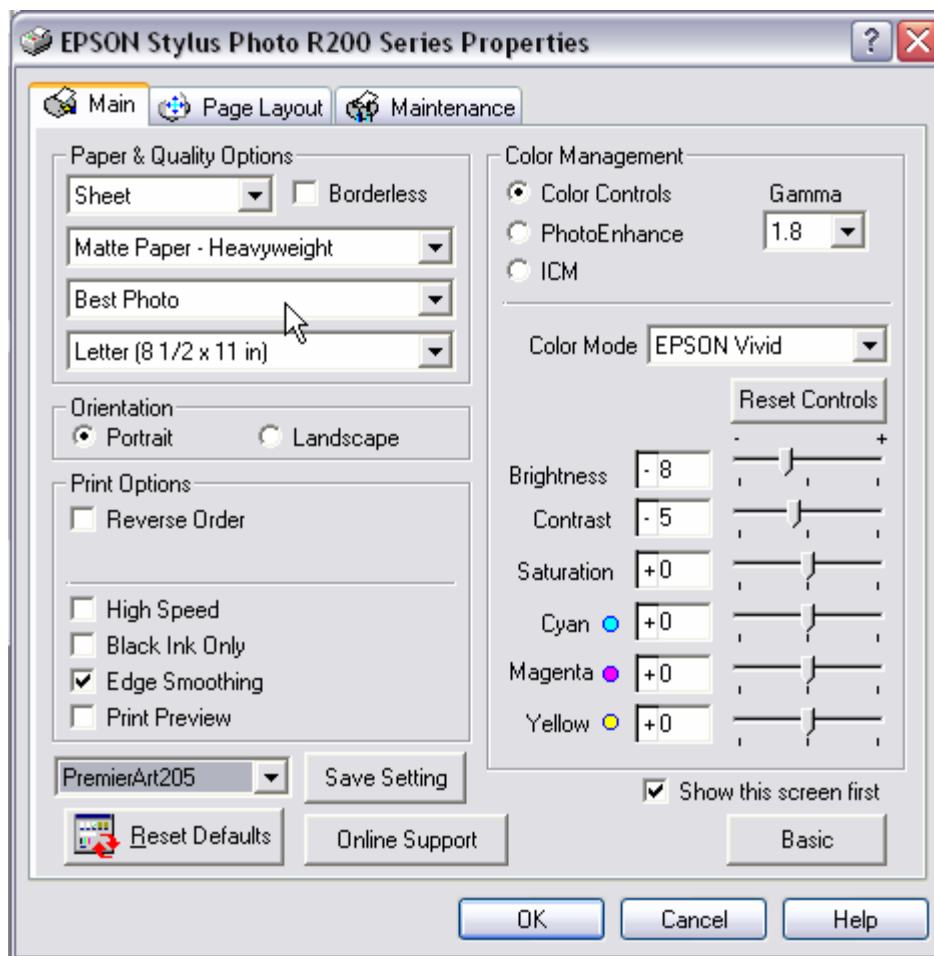 EPSON Stylus Photo R200 Series Properties
Main Page Layout Maintenance
Paper & Quality Options
Sheet Borderless
Matte Paper - Heavyweight
Best Photo
Letter (8 1/2 x 11 in)
Orientation
Portrait Landscape
Print Options
Reverse Order
High Speed
Black Ink Only
Edge Smoothing
Print Preview
PremierArt205 Save Setting
Reset Defaults Online Support
Color Management
Color Controls Gamma
PhotoEnhance 1.8
ICM
Color Mode EPSON Vivid
Reset Controls
- +
Brightness - 8
Contrast - 5
Saturation +0
Cyan +0
Magenta +0
Yellow +0
Show this screen first
Basic
OK Cancel Help